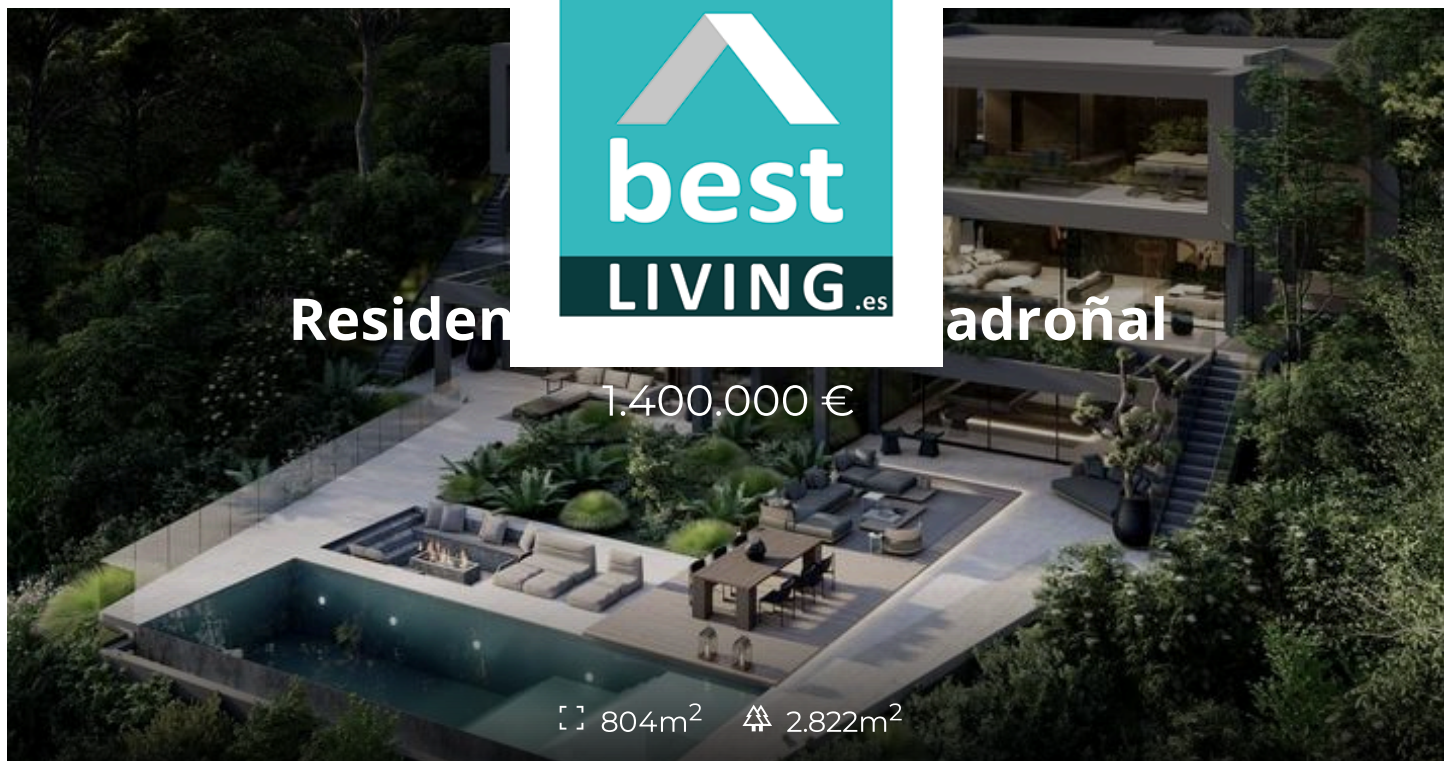 best
LIVING.es
Residen adroñal
1.400.000 €
804m² 2.822m²